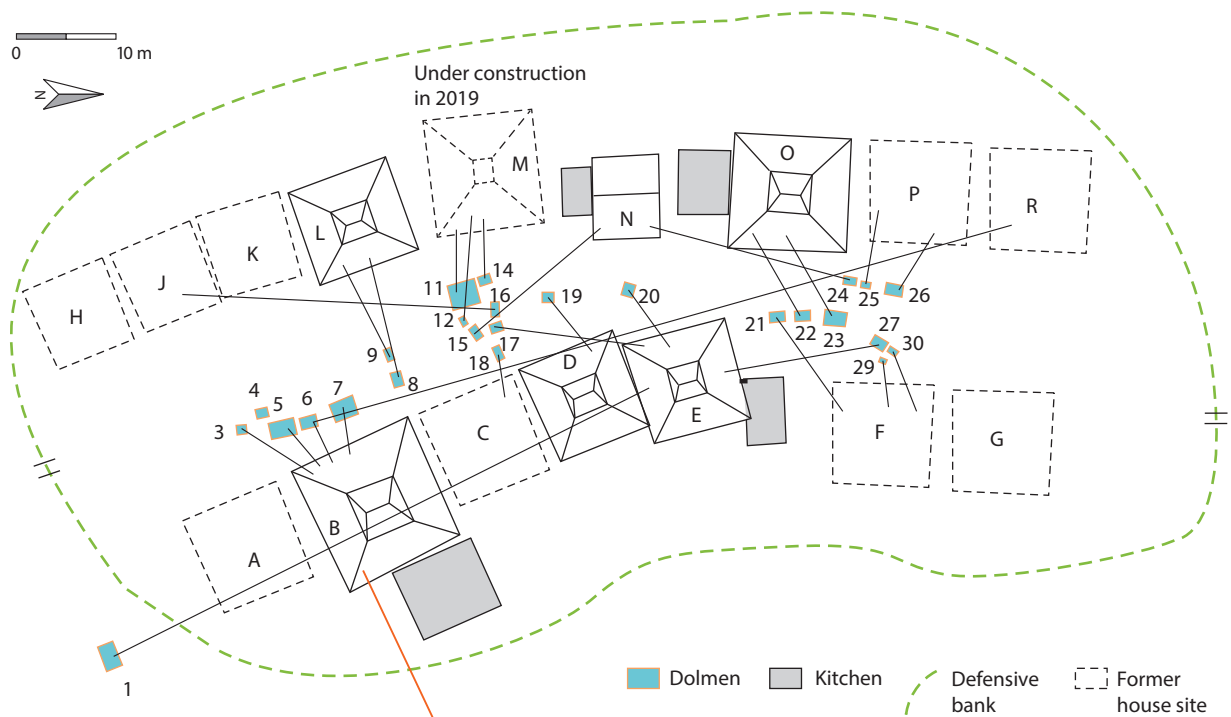 0
10 m
N
Under construction
in 2019
M
O
P
R
N
L
K
J
H
11
14
12
16
15
17
18
19
20
24
25
26
21
22
23
27
30
29
9
8
7
6
5
4
3
D
E
C
B
A
F
G
1
Dolmen
Kitchen
Defensive
bank
Former
house site